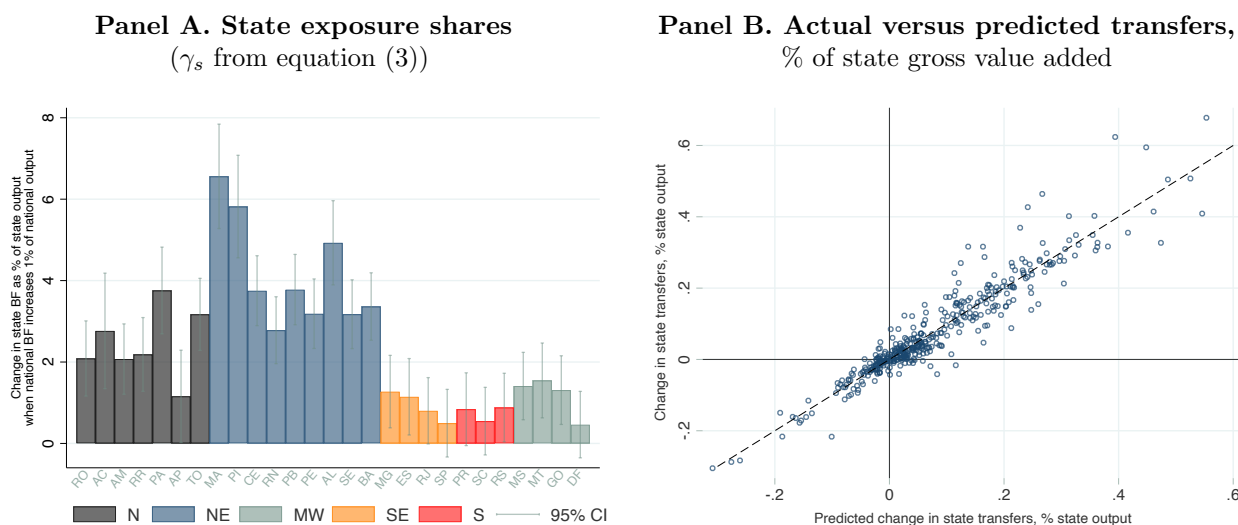 Panel A. State exposure shares
(γs from equation (3))
Change in state BF as % of state output
when national BF increases 1% of national output
8
6
4
2
0
RO AC AM RR PA AP TO MA PI CE RN PB PE AL SE BA MG ES RJ SP PR SC RS MS MT GO DF
N NE MW SE S 95% CI
Panel B. Actual versus predicted transfers,
% of state gross value added
Change in state transfers, % state output
.6
.4
.2
0
-.2
-.2 0 .2 .4 .6
Predicted change in state transfers, % state output